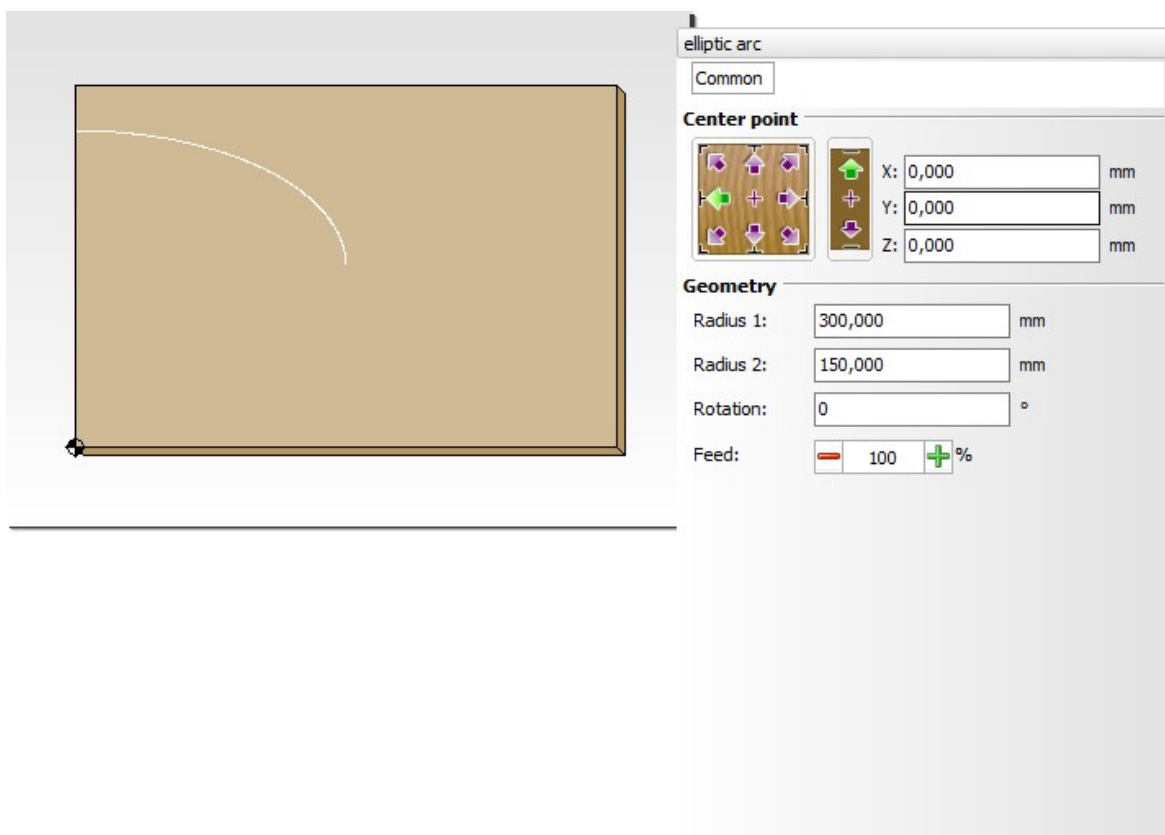 elliptic arc
Common
Center point
X: 0,000 mm
Y: 0,000 mm
Z: 0,000 mm
Geometry
Radius 1: 300,000 mm
Radius 2: 150,000 mm
Rotation: 0 °
Feed: 100 %